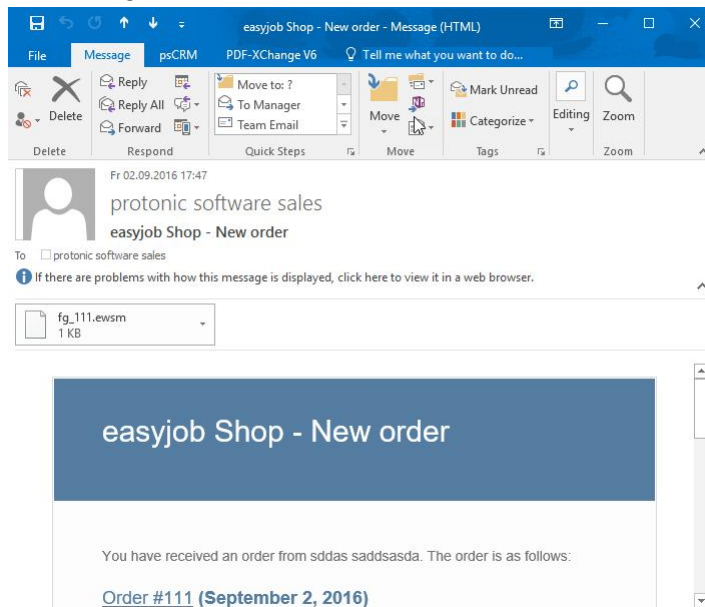 easyjob Shop - New order - Message (HTML)
File Message psCRM PDF-XChange V6 Tell me what you want to do...
Delete
Reply
Reply All
Forward
Move to: ?
To Manager
Team Email
Move
Mark Unread
Categorize
Editing
Zoom
Delete Respond Quick Steps Move Tags Zoom
Fr 02.09.2016 17:47
protonic software sales
easyjob Shop - New order
To protonic software sales
If there are problems with how this message is displayed, click here to view it in a web browser.
fg_111.ewsm
1 KB
easyjob Shop - New order
You have received an order from sddas saddsasda. The order is as follows:
Order #111 (September 2, 2016)